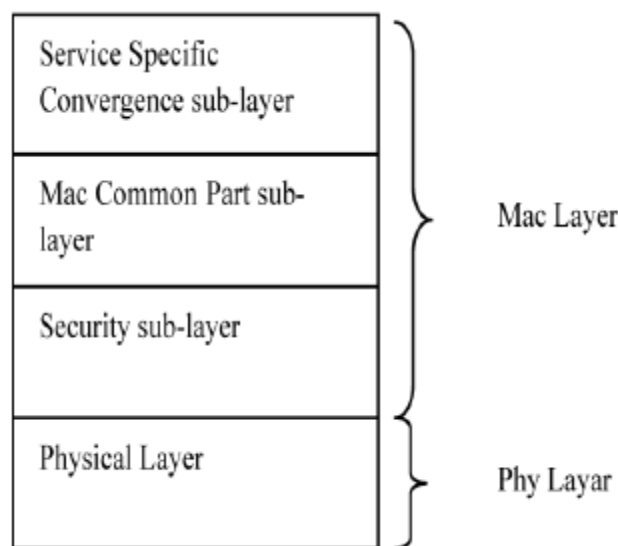 Service Specific
Convergence sub-layer
Mac Common Part sub-
layer
Mac Layer
Security sub-layer
Physical Layer
Phy Layar